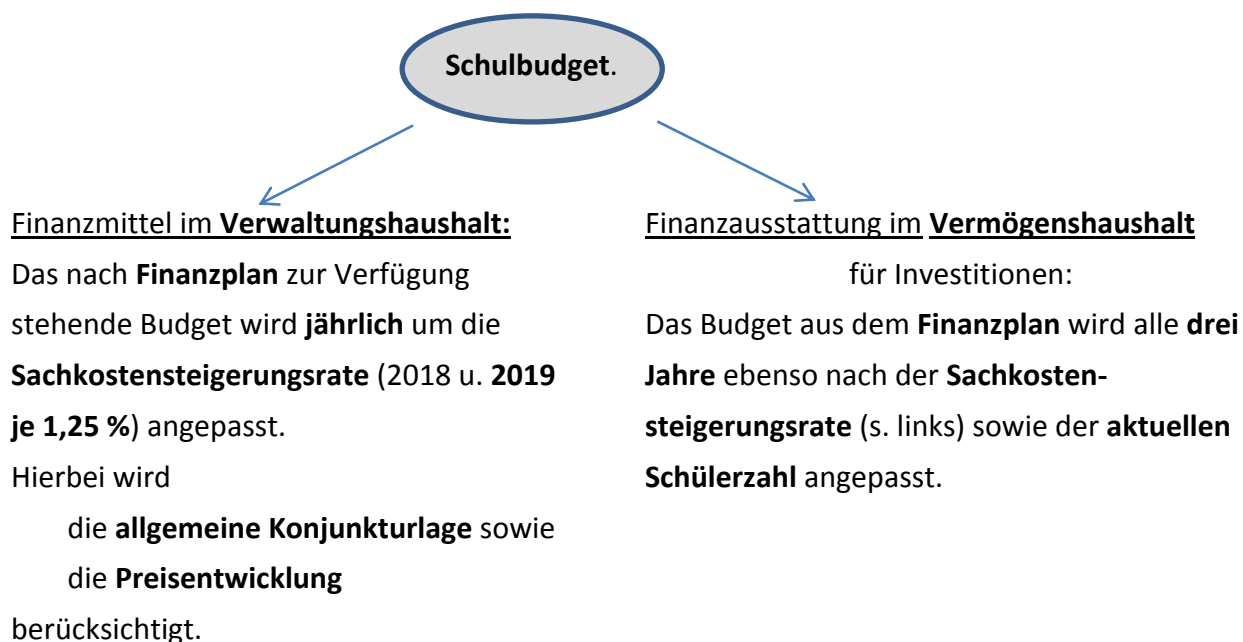 Schulbudget.
Finanzmittel im Verwaltungshaushalt:
Das nach Finanzplan zur Verfügung
stehende Budget wird jährlich um die
Sachkostensteigerungsrate (2018 u. 2019
je 1,25 %) angepasst.
Hierbei wird
die allgemeine Konjunkturlage sowie
die Preisentwicklung
berücksichtigt.
Finanzausstattung im Vermögenshaushalt
für Investitionen:
Das Budget aus dem Finanzplan wird alle drei
Jahre ebenso nach der Sachkosten-
steigerungsrate (s. links) sowie der aktuellen
Schülerzahl angepasst.